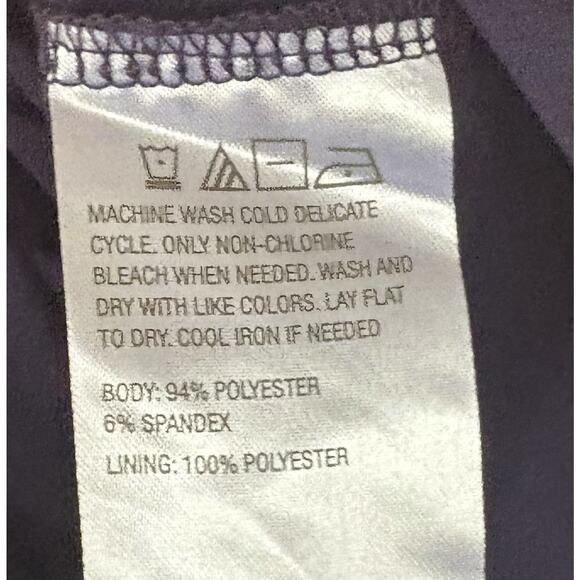 MACHINE WASH COLD DELICATE
CYCLE. ONLY NON-CHLORINE
BLEACH WHEN NEEDED. WASH AND
DRY WITH LIKE COLORS. LAY FLAT
TO DRY. COOL IRON IF NEEDED
BODY: 94% POLYESTER
6% SPANDEX
LINING: 100% POLYESTER